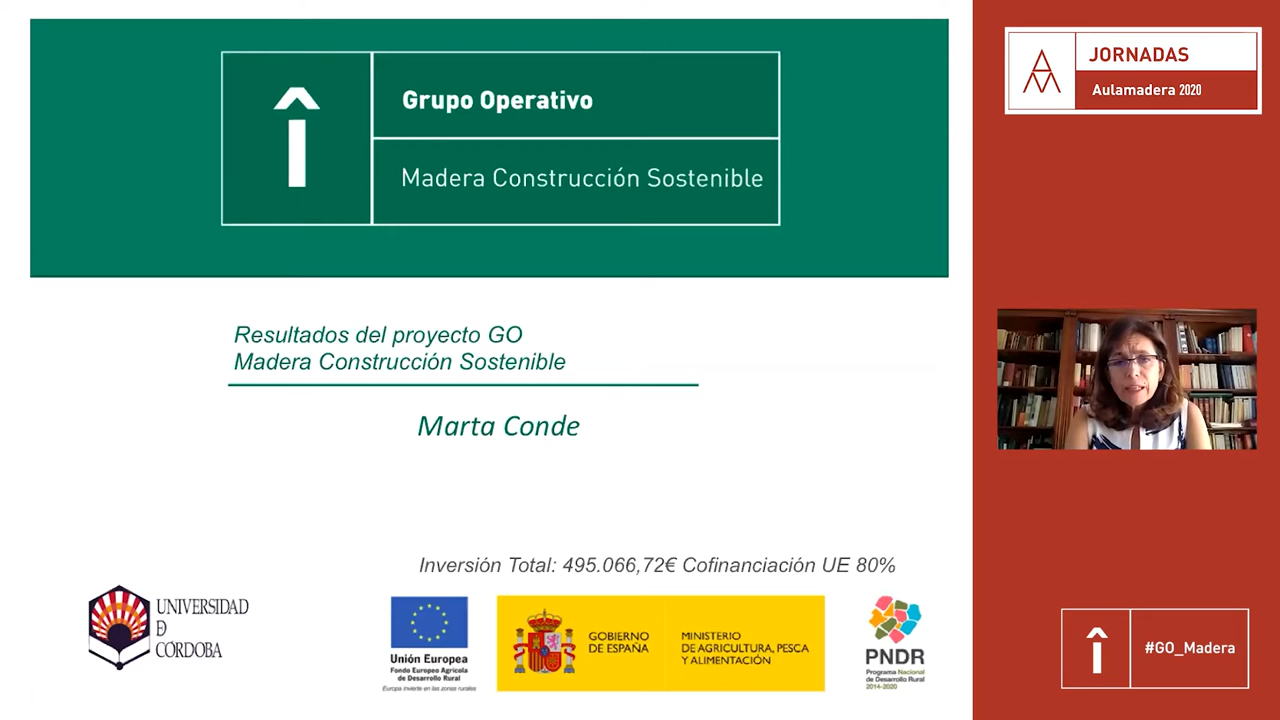 Grupo Operativo
Madera Construcción Sostenible
Resultados del proyecto GO
Madera Construcción Sostenible
Marta Conde
Inversión Total: 495.066,72€ Cofinanciación UE 80%
UNIVERSIDAD
DE
CÓRDOBA
Unión Europea
Fondo Europeo Agrícola
de Desarrollo Rural
Europa invierte en las zonas rurales
GOBIERNO
DE ESPAÑA
MINISTERIO
DE AGRICULTURA, PESCA
Y ALIMENTACIÓN
PNDR
Programa Nacional
de Desarrollo Rural
2014-2020
JORNADAS
Aulamadera 2020
#GO_Madera